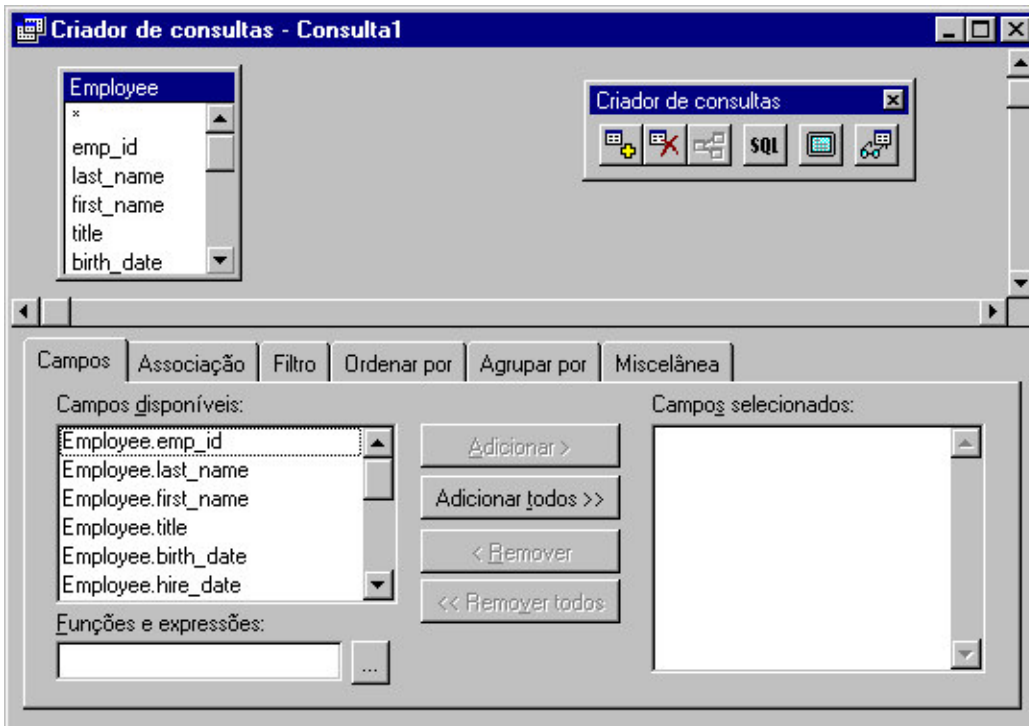 Criador de consultas - Consulta1
Employee
*
emp_id
last_name
first_name
title
birth_date
Criador de consultas
SQL
Campos Associação Filtro Ordenar por Agrupar por Miscelânea
Campos disponíveis:
Employee.emp_id
Employee.last_name
Employee.first_name
Employee.title
Employee.birth_date
Employee.hire_date
Funções e expressões:
...
Adicionar >
Adicionar todos >>
< Remover
<< Remover todos
Campos selecionados: